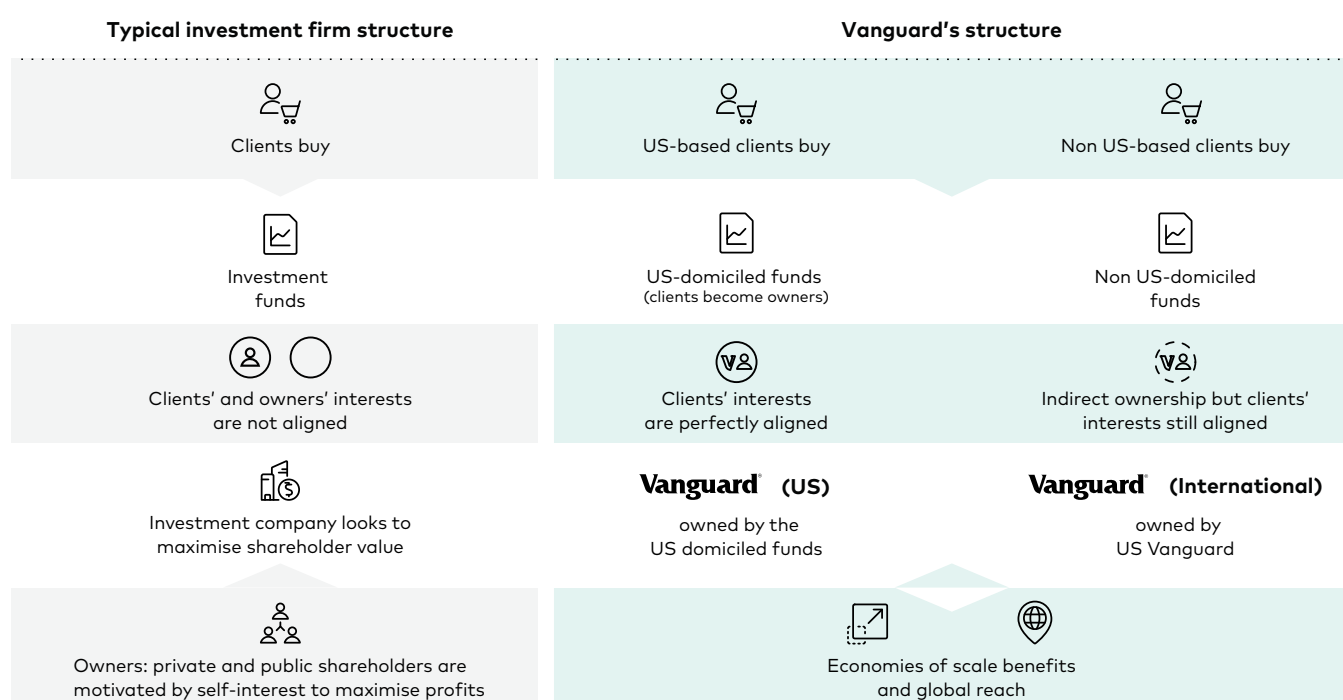 Typical investment firm structure
Vanguard's structure
Clients buy
US-based clients buy
Non US-based clients buy
Investment
funds
US-domiciled funds
(clients become owners)
Non US-domiciled
funds
Clients' and owners' interests
are not aligned
Clients' interests
are perfectly aligned
Indirect ownership but clients'
interests still aligned
Investment company looks to
maximise shareholder value
Vanguard® (US)
owned by the
US domiciled funds
Vanguard® (International)
owned by
US Vanguard
Owners: private and public shareholders are
motivated by self-interest to maximise profits
Economies of scale benefits
and global reach